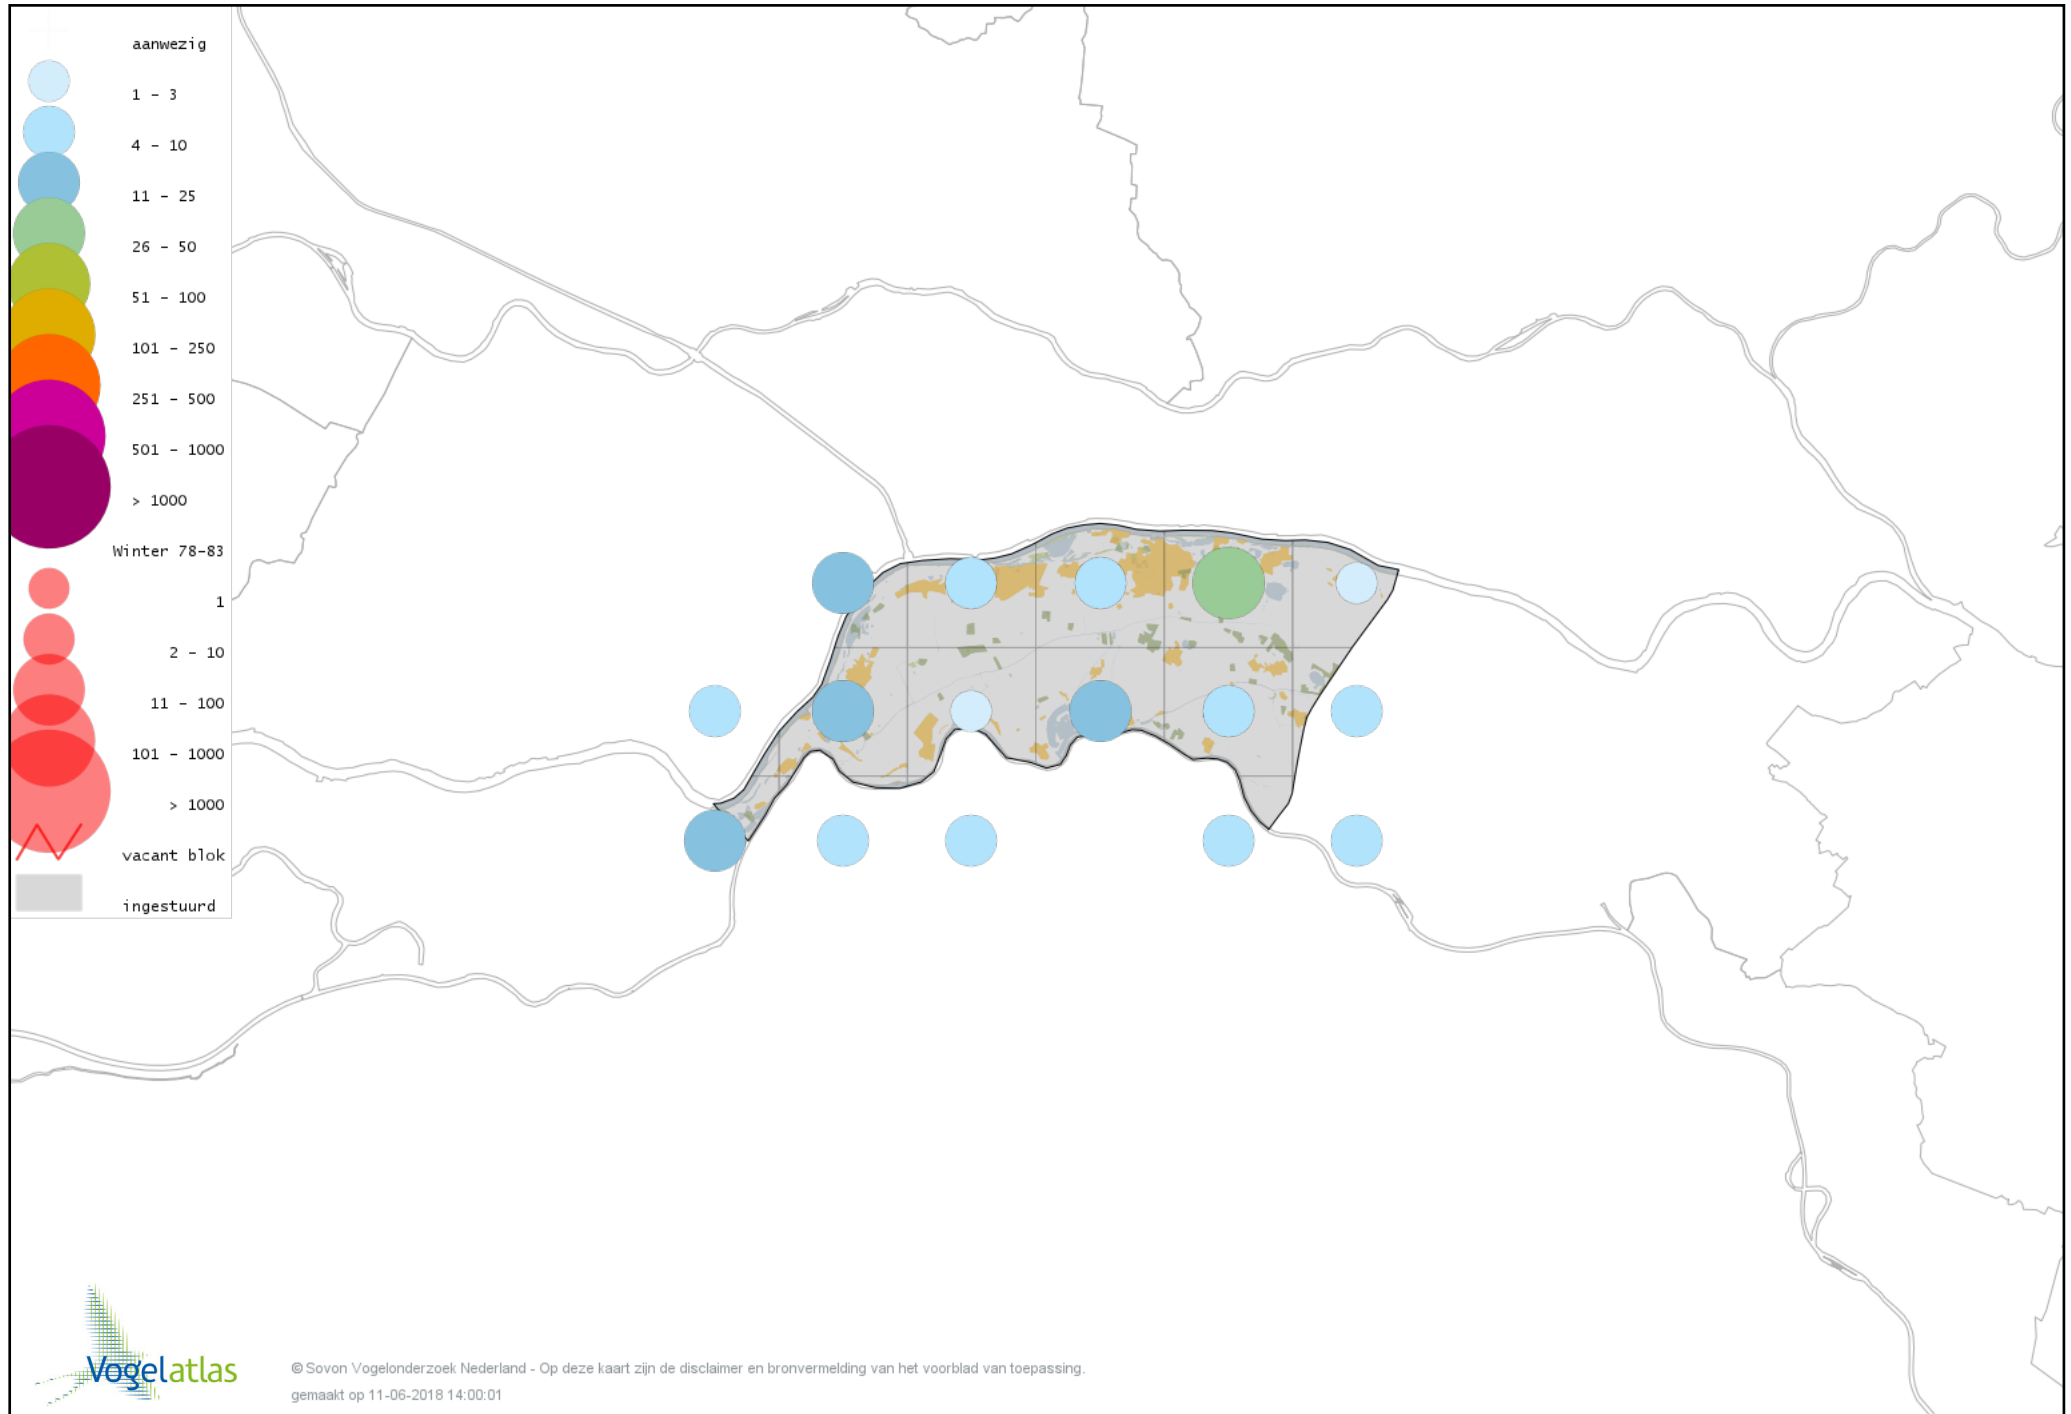 aanwezig
1 - 3
4 - 10
11 - 25
26 - 50
51 - 100
101 - 250
251 - 500
501 - 1000
> 1000
Winter 78-83
1
2 - 10
11 - 100
101 - 1000
> 1000
vacant blok
ingestuurd
Vogelatlas
© Sovon Vogelonderzoek Nederland - Op deze kaart zijn de disclaimer en bronvermelding van het voorblad van toepassing.
gemaakt op 11-06-2018 14:00:01